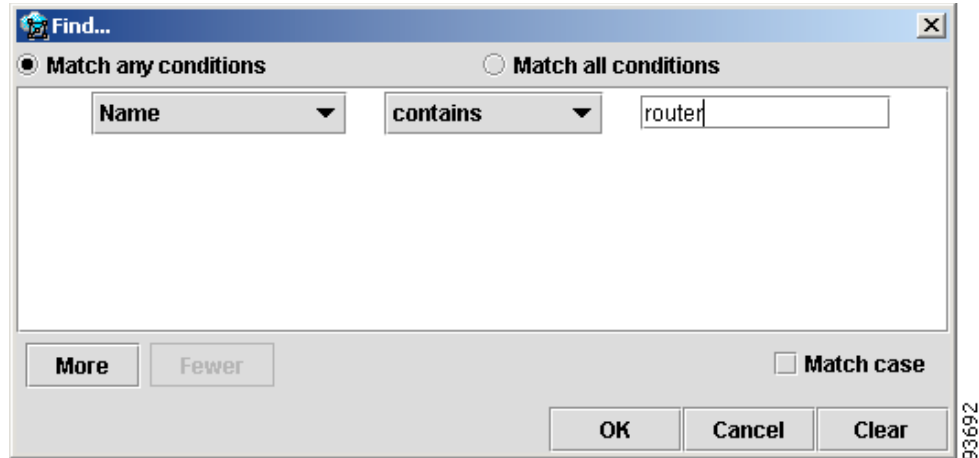 Find...
Match any conditions Match all conditions
Name contains router
More Fewer Match case
OK Cancel Clear
93692